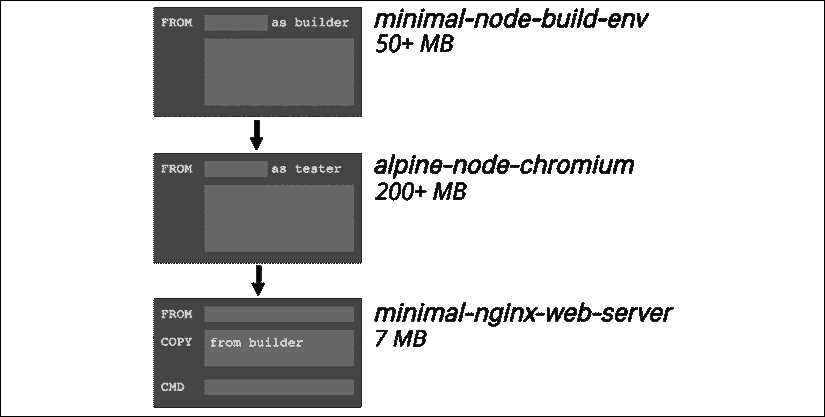 FROM as builder
minimal-node-build-env
50+ MB
FROM as tester
alpine-node-chromium
200+ MB
FROM
COPY from builder
CMD
minimal-nginx-web-server
7 MB